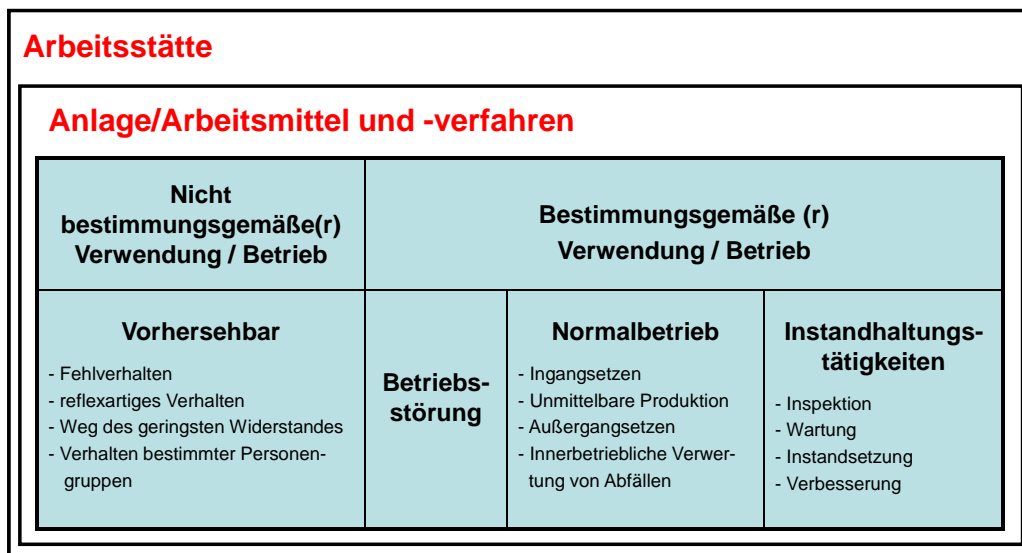 Arbeitsstätte
Anlage/Arbeitsmittel und -verfahren
Nicht
bestimmungsgemäße(r)
Verwendung / Betrieb
Bestimmungsgemäße (r)
Verwendung / Betrieb
Vorhersehbar
- Fehlverhalten
- reflexartiges Verhalten
- Weg des geringsten Widerstandes
- Verhalten bestimmter Personen-
gruppen
Betriebs-
störung
Normalbetrieb
- Ingangsetzen
- Unmittelbare Produktion
- Außergangsetzen
- Innerbetriebliche Verwer-
tung von Abfällen
Instandhaltungs-
tätigkeiten
- Inspektion
- Wartung
- Instandsetzung
- Verbesserung